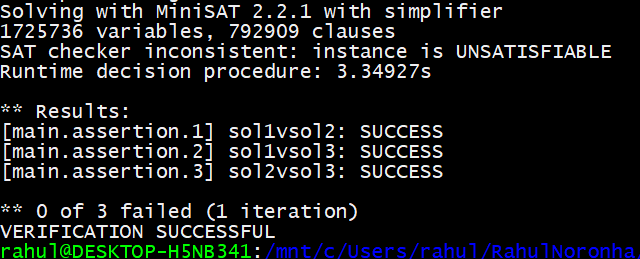 Solving with MiniSAT 2.2.1 with simplifier
1725736 variables, 792909 clauses
SAT checker inconsistent: instance is UNSATISFIABLE
Runtime decision procedure: 3.34927s
** Results:
[main.assertion.1] sol1vsol2: SUCCESS
[main.assertion.2] sol1vsol3: SUCCESS
[main.assertion.3] sol2vsol3: SUCCESS
** 0 of 3 failed (1 iteration)
VERIFICATION SUCCESSFUL
rahul@DESKTOP-H5NB341:/mnt/c/Users/rahul/RahulNoronha